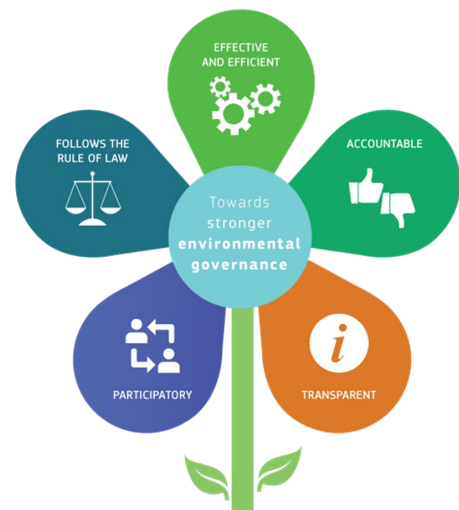 EFFECTIVE
AND EFFICIENT
FOLLOWS THE
RULE OF LAW
ACCOUNTABLE
Towards
stronger
environmental
governance
PARTICIPATORY
i
TRANSPARENT